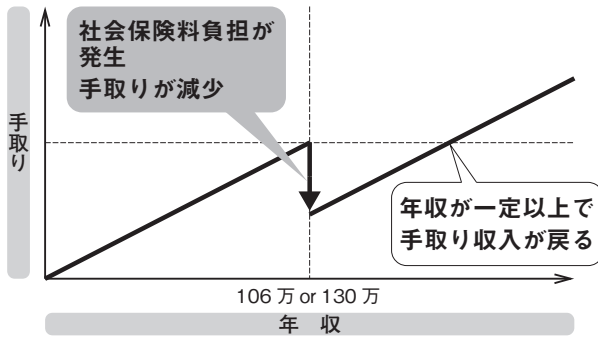 社会保険料負担が
発生
手取りが減少
手取り
年収が一定以上で
手取り収入が戻る
106 万 or 130 万
年 収